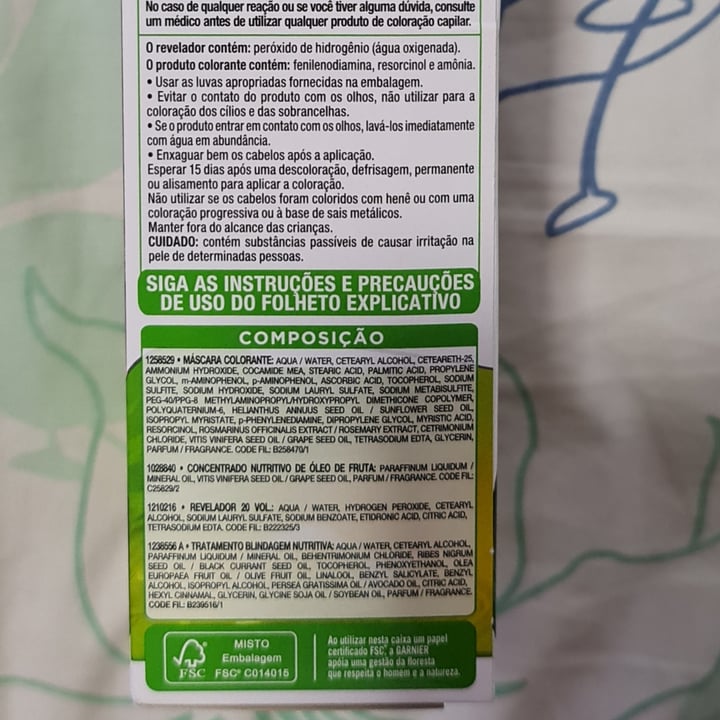 No caso de qualquer reação ou se você tiver alguma dúvida, consulte
um médico antes de utilizar qualquer produto de coloração capilar.
O revelador contém: peróxido de hidrogênio (água oxigenada).
O produto colorante contém: fenilenodiamina, resorcinol e amônia.
• Usar as luvas apropriadas fornecidas na embalagem.
• Evitar o contato do produto com os olhos, não utilizar para a
coloração dos cílios e das sobrancelhas.
• Se o produto entrar em contato com os olhos, lavá-los imediatamente
com água em abundância.
• Enxaguar bem os cabelos após a aplicação.
Esperar 15 dias após uma descoloração, defrisagem, permanente
ou alisamento para aplicar a coloração.
Não utilizar se os cabelos foram coloridos com henê ou com uma
coloração progressiva ou à base de sais metálicos.
Manter fora do alcance das crianças.
CUIDADO: contém substâncias passíveis de causar irritação na
pele de determinadas pessoas.
SIGA AS INSTRUÇÕES E PRECAUÇÕES
DE USO DO FOLHETO EXPLICATIVO
COMPOSIÇÃO
1258529 • MÁSCARA COLORANTE: AQUA / WATER, CETEARYL ALCOHOL, CETEARETH-25,
AMMONIUM HYDROXIDE, COCAMIDE MEA, STEARIC ACID, PALMITIC ACID, PROPYLENE
GLYCOL, m-AMINOPHENOL, p-AMINOPHENOL, ASCORBIC ACID, TOCOPHEROL, SODIUM
SULFITE, SODIUM HYDROXIDE, SODIUM LAURYL SULFATE, SODIUM METABISULFITE,
PEG-40/PPG-8 METHYLAMINOPROPYL/HYDROXYPROPYL DIMETHICONE COPOLYMER,
POLYQUATERNIUM-6, HELIANTHUS ANNUUS SEED OIL / SUNFLOWER SEED OIL,
ISOPROPYL MYRISTATE, p-PHENYLENEDIAMINE, DIPROPYLENE GLYCOL, MYRISTIC ACID,
RESORCINOL, ROSMARINUS OFFICINALIS EXTRACT / ROSEMARY EXTRACT, CETRIMONIUM
CHLORIDE, VITIS VINIFERA SEED OIL / GRAPE SEED OIL, TETRASODIUM EDTA, GLYCERIN,
PARFUM / FRAGRANCE. CODE FIL: B258470/1
1028840 • CONCENTRADO NUTRITIVO DE ÓLEO DE FRUTA: PARAFFINUM LIQUIDUM /
MINERAL OIL, VITIS VINIFERA SEED OIL / GRAPE SEED OIL, PARFUM / FRAGRANCE. CODE FIL:
C25829/2
1210216 • REVELADOR 20 VOL: AQUA / WATER, HYDROGEN PEROXIDE, CETEARYL
ALCOHOL, SODIUM LAURYL SULFATE, SODIUM BENZOATE, ETIDRONIC ACID, CITRIC ACID,
TETRASODIUM EDTA. CODE FIL: B222325/3
1238556 A • TRATAMENTO BLINDAGEM NUTRITIVA: AQUA / WATER, CETEARYL ALCOHOL,
PARAFFINUM LIQUIDUM / MINERAL OIL, BEHENTRIMONIUM CHLORIDE, RIBES NIGRUM
SEED OIL / BLACK CURRANT SEED OIL, TOCOPHEROL, PHENOXYETHANOL, OLEA
EUROPAEA FRUIT OIL / OLIVE FRUIT OIL, LINALOOL, BENZYL SALICYLATE, BENZYL
ALCOHOL, ISOPROPYL ALCOHOL, PERSEA GRATISSIMA OIL / AVOCADO OIL, CITRIC ACID,
HEXYL CINNAMAL, GLYCERIN, GLYCINE SOJA OIL / SOYBEAN OIL, PARFUM / FRAGRANCE.
CODE FIL: B239516/1
FSC
MISTO
Embalagem
FSC® C014015
Ao utilizar nesta caixa um papel
certificado FSC®, a GARNIER
apóia uma gestão da floresta
que respeita o homem e a natureza.